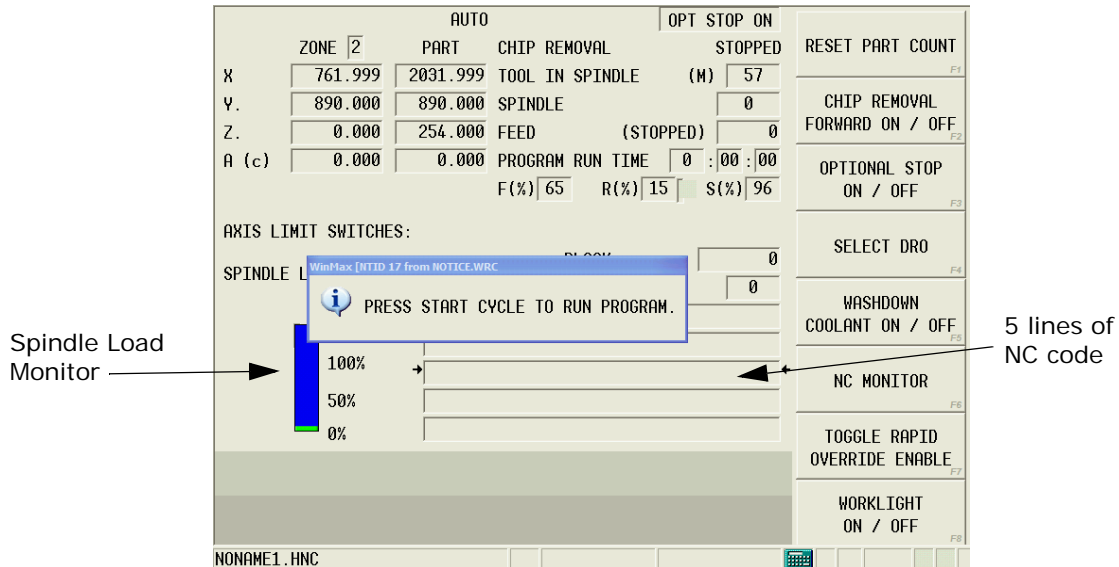 AUTO OPT STOP ON
ZONE 2 PART CHIP REMOVAL STOPPED
X 761.999 2031.999 TOOL IN SPINDLE (M) 57
Y. 890.000 890.000 SPINDLE 0
Z. 0.000 254.000 FEED (STOPPED) 0
A (c) 0.000 0.000 PROGRAM RUN TIME 0 : 00 : 00
F(%) 65 R(%) 15 S(%) 96
AXIS LIMIT SWITCHES:
0
SPINDLE L
0
WinMax [NTID 17 from NOTICE.WRC
PRESS START CYCLE TO RUN PROGRAM.
100%
50%
0%
RESET PART COUNT
F1
CHIP REMOVAL
FORWARD ON / OFF
F2
OPTIONAL STOP
ON / OFF
F3
SELECT DRO
F4
WASHDOWN
COOLANT ON / OFF
F5
NC MONITOR
F6
TOGGLE RAPID
OVERRIDE ENABLE
F7
WORKLIGHT
ON / OFF
F8
NONAME1.HNC
Spindle Load
Monitor
5 lines of
NC code